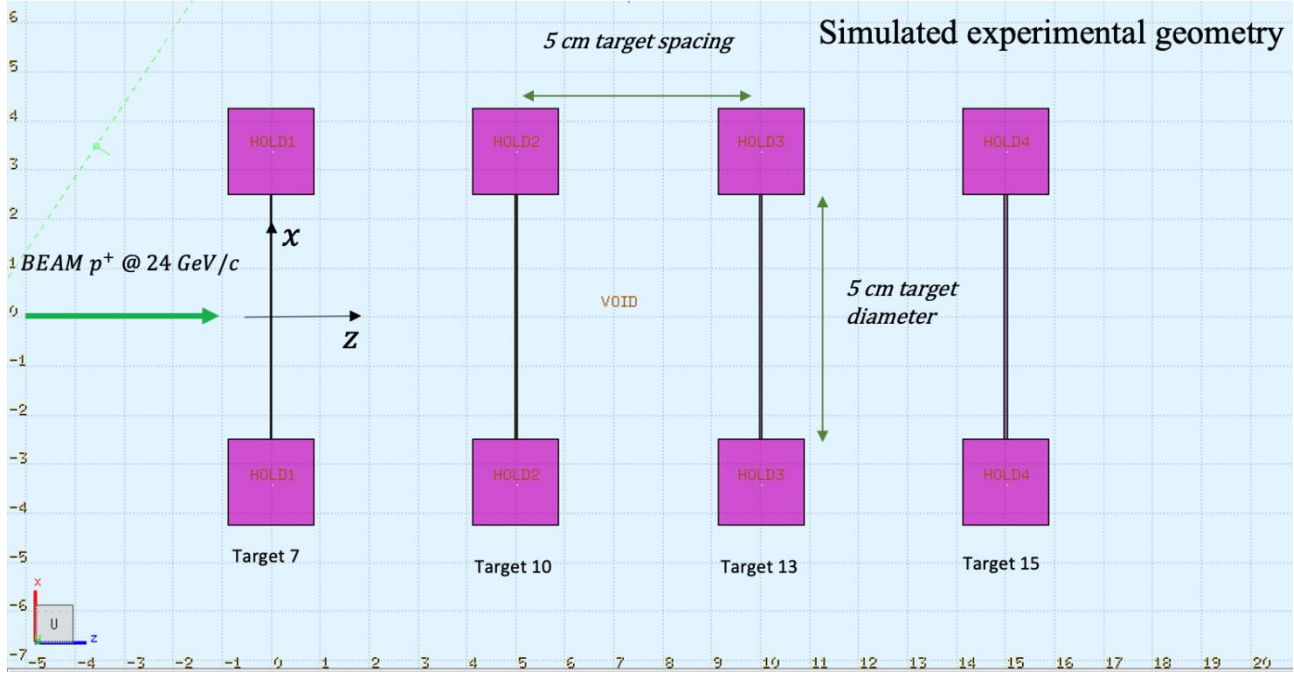 Simulated experimental geometry
5 cm target spacing
6
5
4
3
2
1
0
-1
-2
-3
-4
-5
-6
-7
HOLD1
HOLD2
HOLD3
HOLD4
x
BEAM p⁺ @ 24 GeV/c
VOID
5 cm target
diameter
z
HOLD1
HOLD2
HOLD3
HOLD4
Target 7
Target 10
Target 13
Target 15
x
U
z
-5 -4 -3 -2 -1 0 1 2 3 4 5 6 7 8 9 10 11 12 13 14 15 16 17 18 19 20